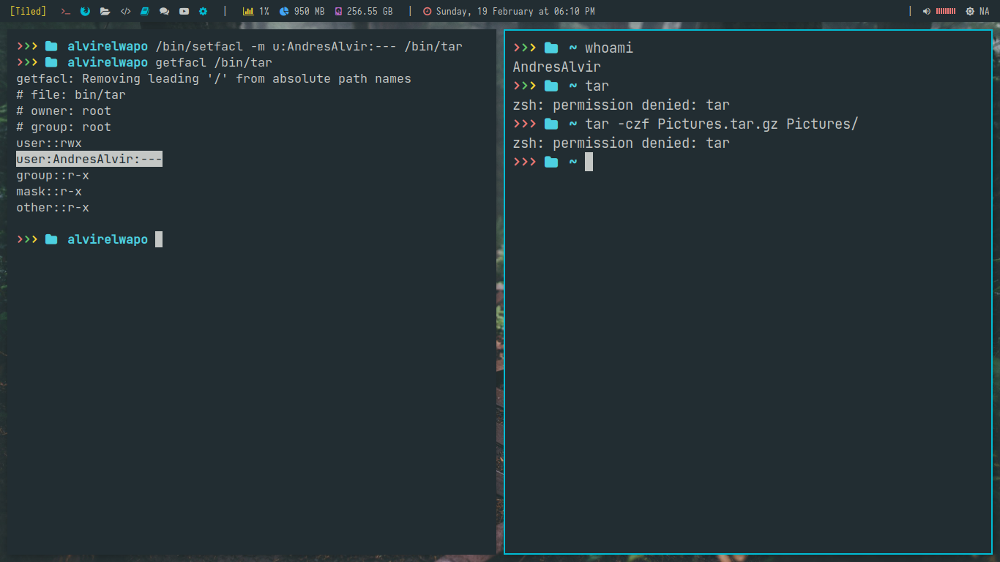 [Tiled] 1% 950 MB 256.55 GB | Sunday, 19 February at 06:10 PM | NA
>>> alvirelwapo /bin/setfacl -m u:AndresAlvir:--- /bin/tar
>>> alvirelwapo getfacl /bin/tar
getfacl: Removing leading '/' from absolute path names
# file: bin/tar
# owner: root
# group: root
user::rwx
user:AndresAlvir:---
group::r-x
mask::r-x
other::r-x
>>> alvirelwapo
>>> ~ whoami
AndresAlvir
>>> ~ tar
zsh: permission denied: tar
>>> ~ tar -czf Pictures.tar.gz Pictures/
zsh: permission denied: tar
>>> ~